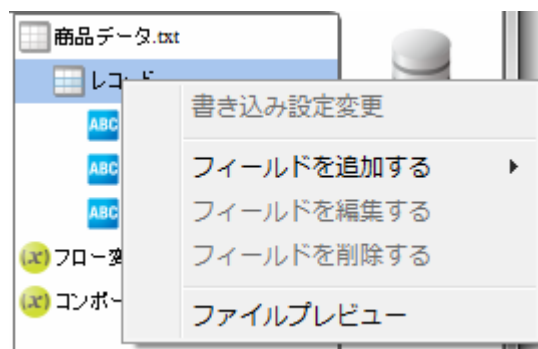 商品データ.txt
レコード
書き込み設定変更
ABC
フィールドを追加する
ABC
フィールドを編集する
ABC
フィールドを削除する
(x) フロー変
(x) コンポー
ファイルプレビュー